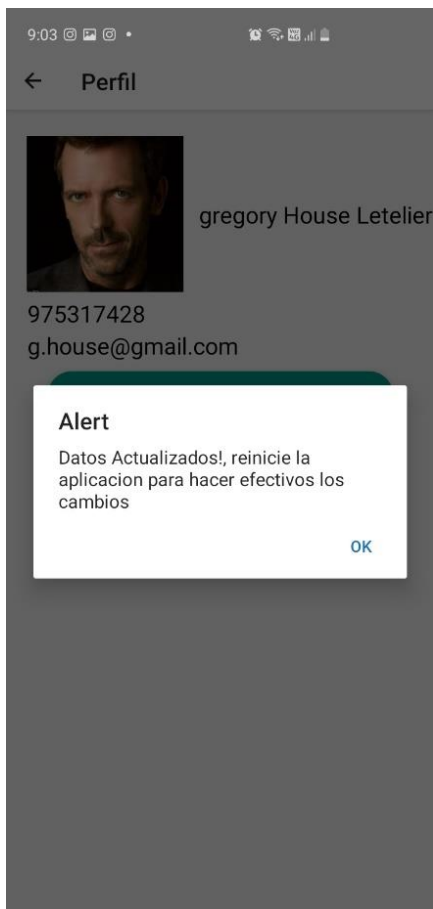 9:03
Perfil
gregory House Letelier
975317428
g.house@gmail.com
Alert
Datos Actualizados!, reinicie la
aplicacion para hacer efectivos los
cambios
OK